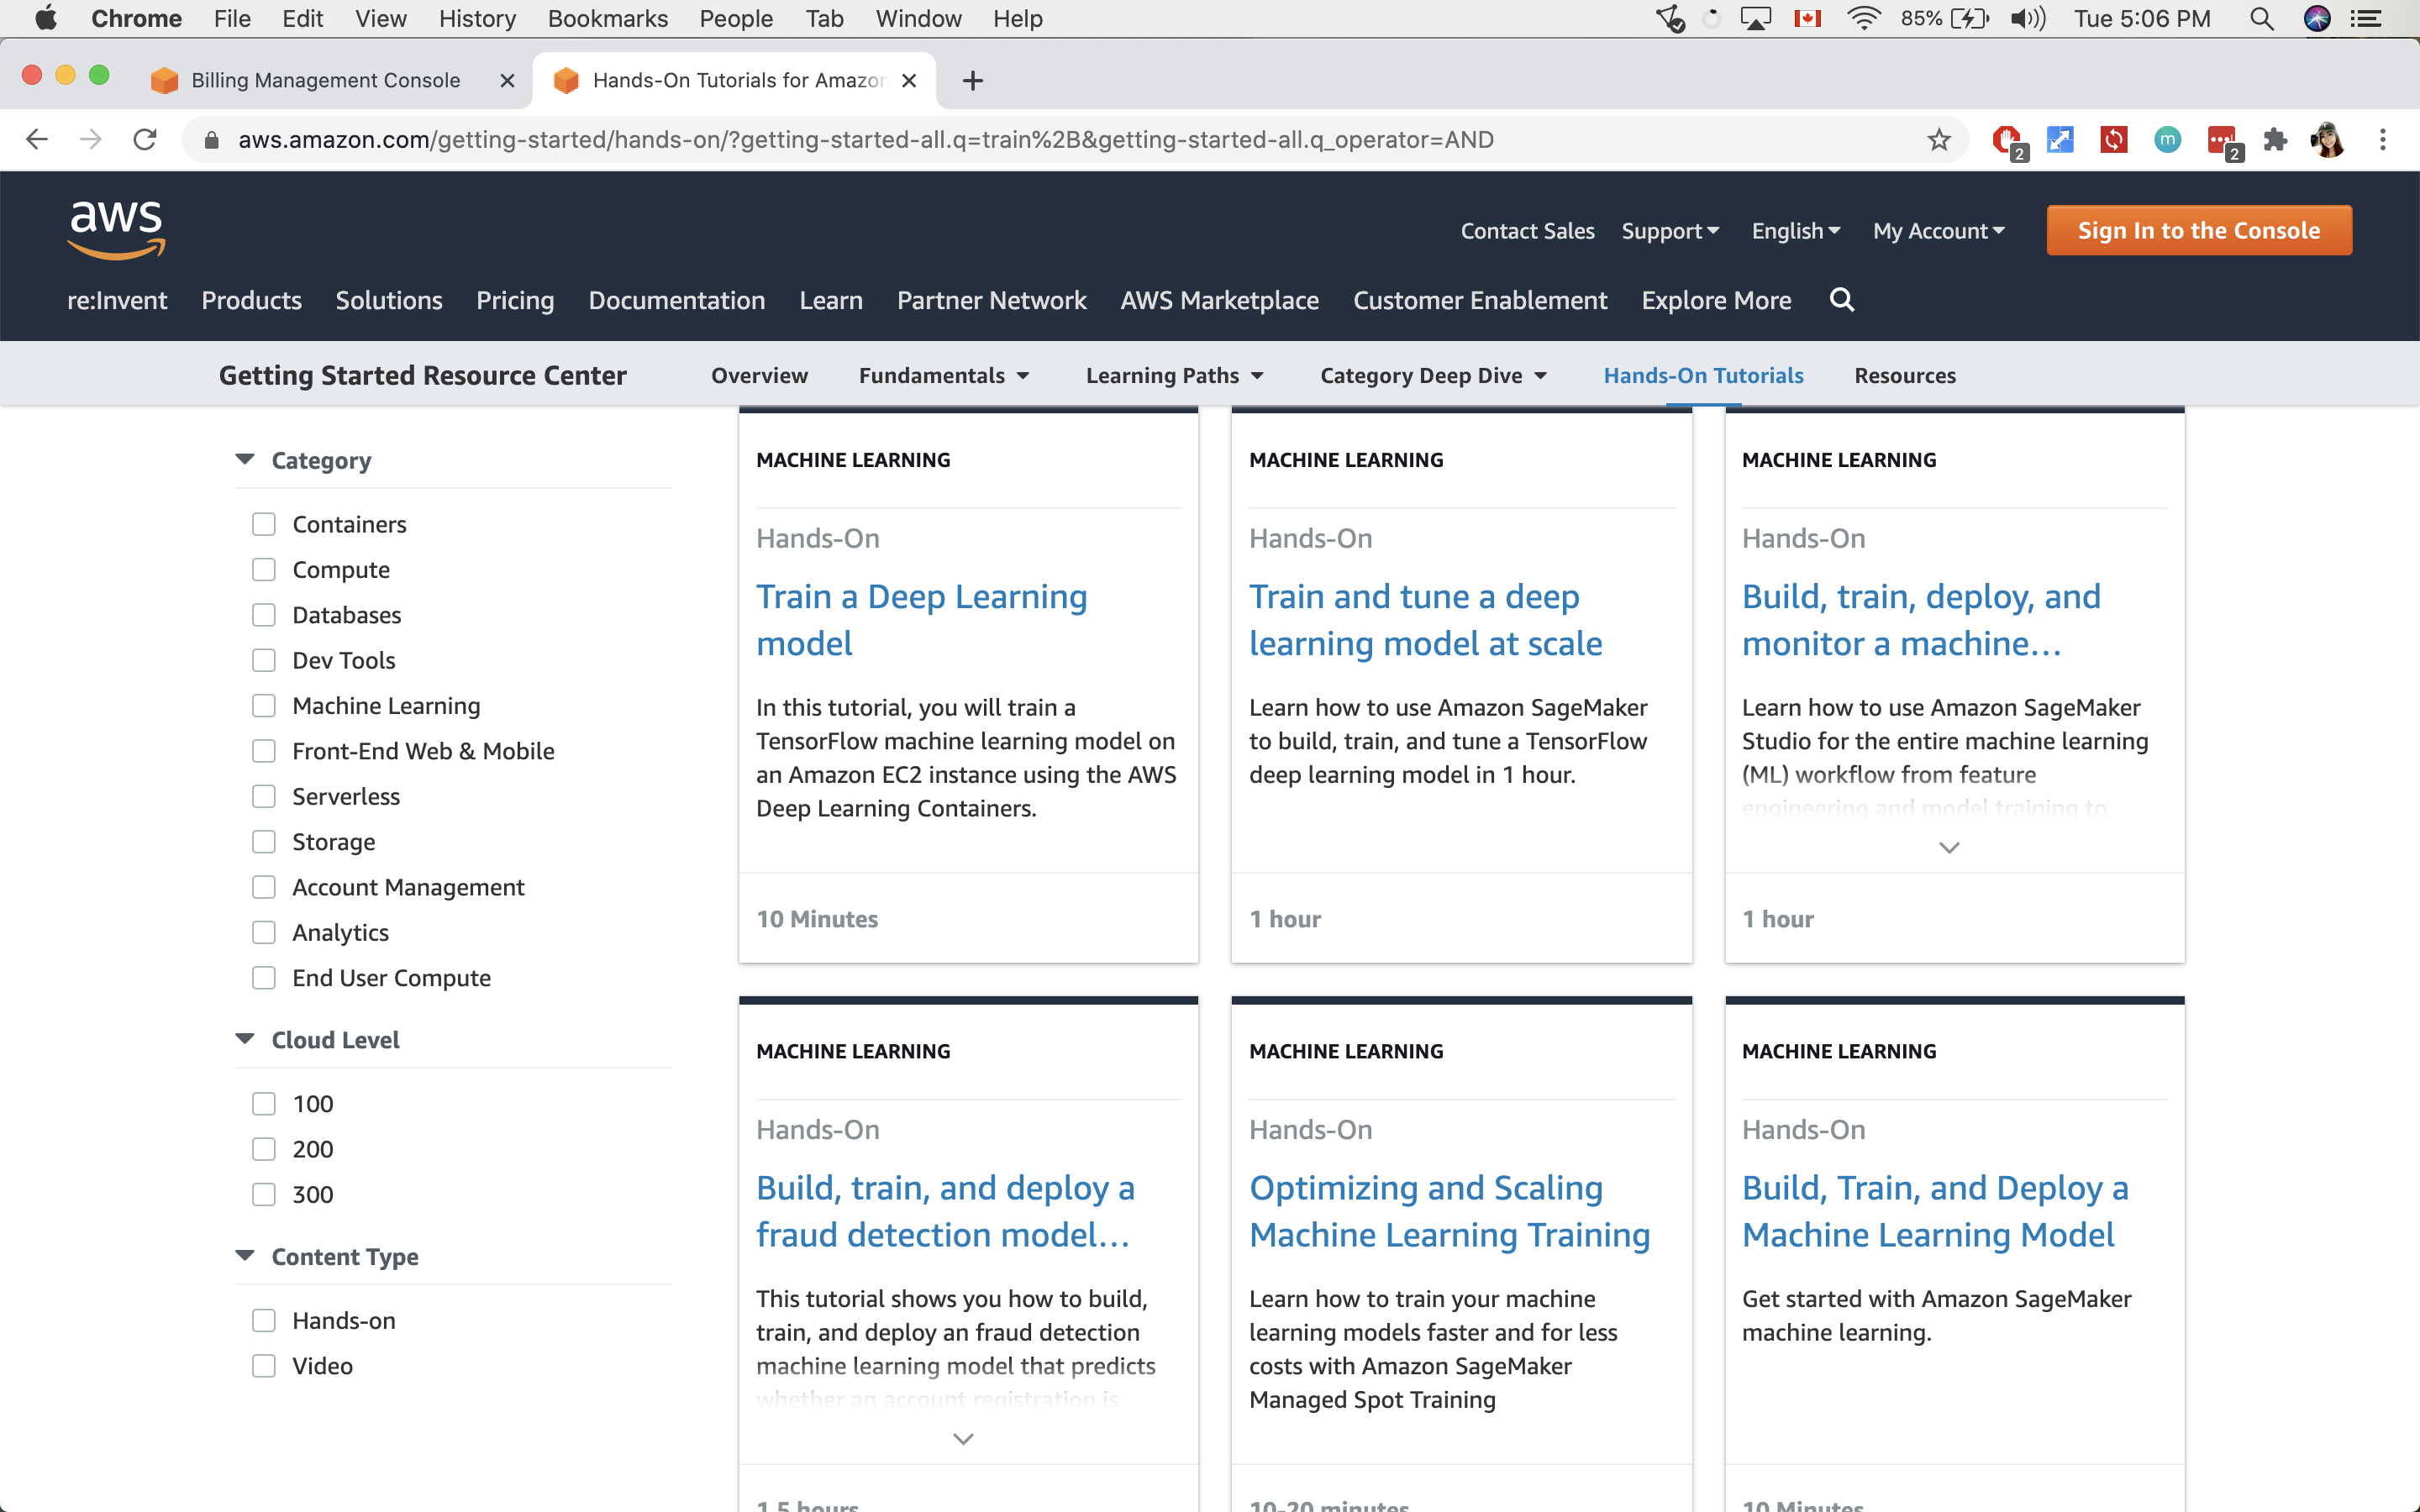 Chrome File Edit View History Bookmarks People Tab Window Help 85% Tue 5:06 PM
Billing Management Console Hands-On Tutorials for Amazon
aws.amazon.com/getting-started/hands-on/?getting-started-all.q=train%2B&getting-started-all.q_operator=AND 2 m 2
aws
Contact Sales Support English My Account Sign In to the Console
re:Invent Products Solutions Pricing Documentation Learn Partner Network AWS Marketplace Customer Enablement Explore More
Getting Started Resource Center Overview Fundamentals Learning Paths Category Deep Dive Hands-On Tutorials Resources
Category
Containers
Compute
Databases
Dev Tools
Machine Learning
Front-End Web & Mobile
Serverless
Storage
Account Management
Analytics
End User Compute
Cloud Level
100
200
300
Content Type
Hands-on
Video
MACHINE LEARNING
Hands-On
Train a Deep Learning
model
In this tutorial, you will train a
TensorFlow machine learning model on
an Amazon EC2 instance using the AWS
Deep Learning Containers.
10 Minutes
MACHINE LEARNING
Hands-On
Train and tune a deep
learning model at scale
Learn how to use Amazon SageMaker
to build, train, and tune a TensorFlow
deep learning model in 1 hour.
1 hour
MACHINE LEARNING
Hands-On
Build, train, deploy, and
monitor a machine...
Learn how to use Amazon SageMaker
Studio for the entire machine learning
(ML) workflow from feature
engineering and model training to
1 hour
MACHINE LEARNING
Hands-On
Build, train, and deploy a
fraud detection model...
This tutorial shows you how to build,
train, and deploy an fraud detection
machine learning model that predicts
whether an account registration is
1.5 hours
MACHINE LEARNING
Hands-On
Optimizing and Scaling
Machine Learning Training
Learn how to train your machine
learning models faster and for less
costs with Amazon SageMaker
Managed Spot Training
10-20 minutes
MACHINE LEARNING
Hands-On
Build, Train, and Deploy a
Machine Learning Model
Get started with Amazon SageMaker
machine learning.
10 Minutes